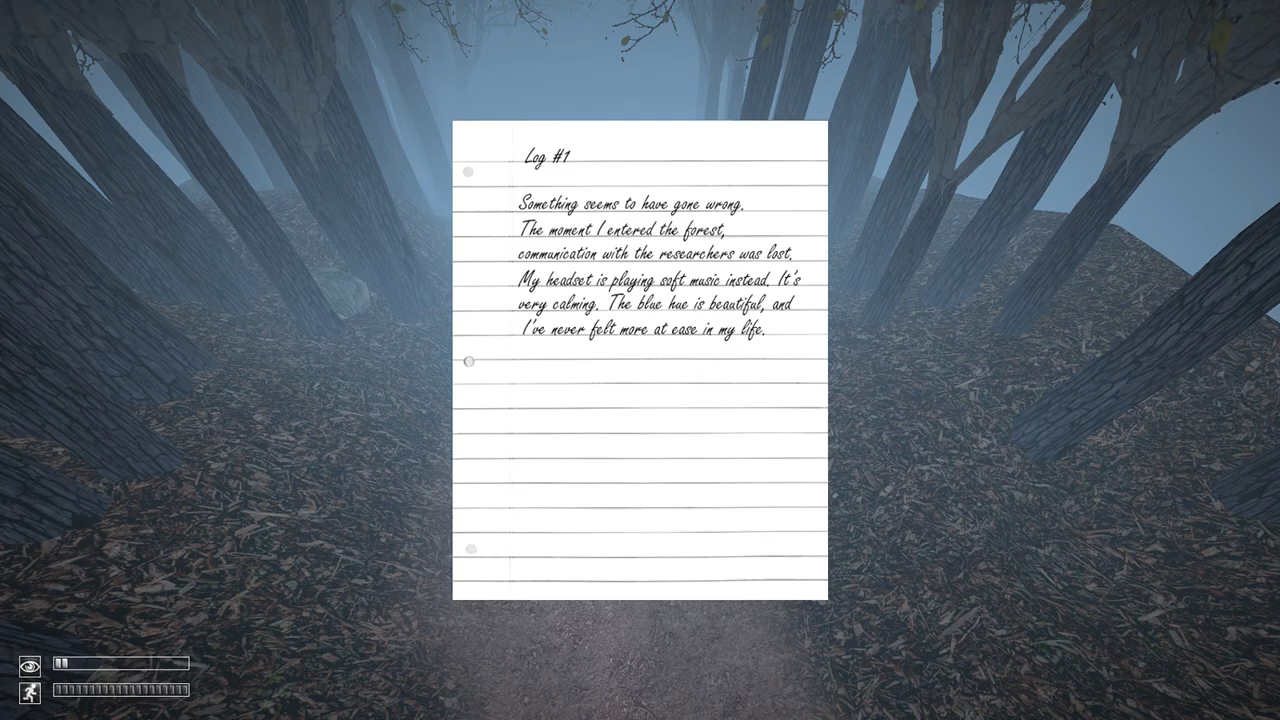 Log #1
Something seems to have gone wrong.
The moment I entered the forest,
communication with the researchers was lost.
My headset is playing soft music instead. It's
very calming. The blue hue is beautiful, and
I've never felt more at ease in my life.